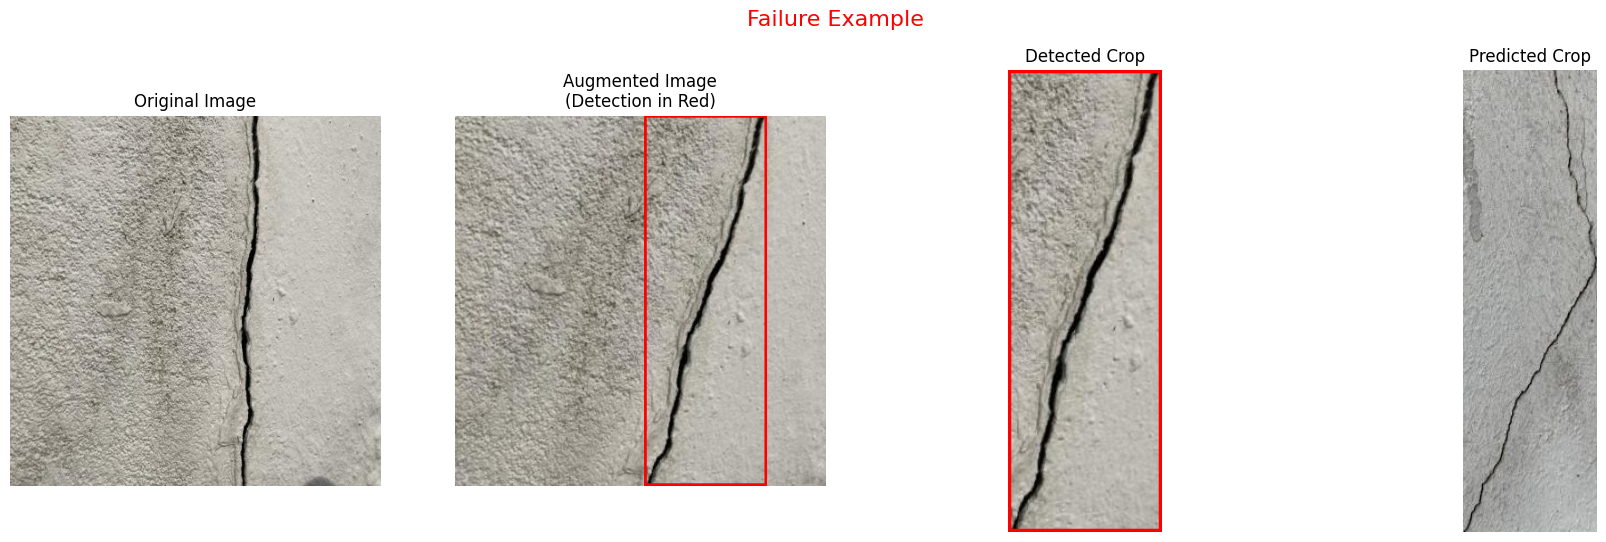 Failure Example
Original Image
Augmented Image
(Detection in Red)
Detected Crop
Predicted Crop